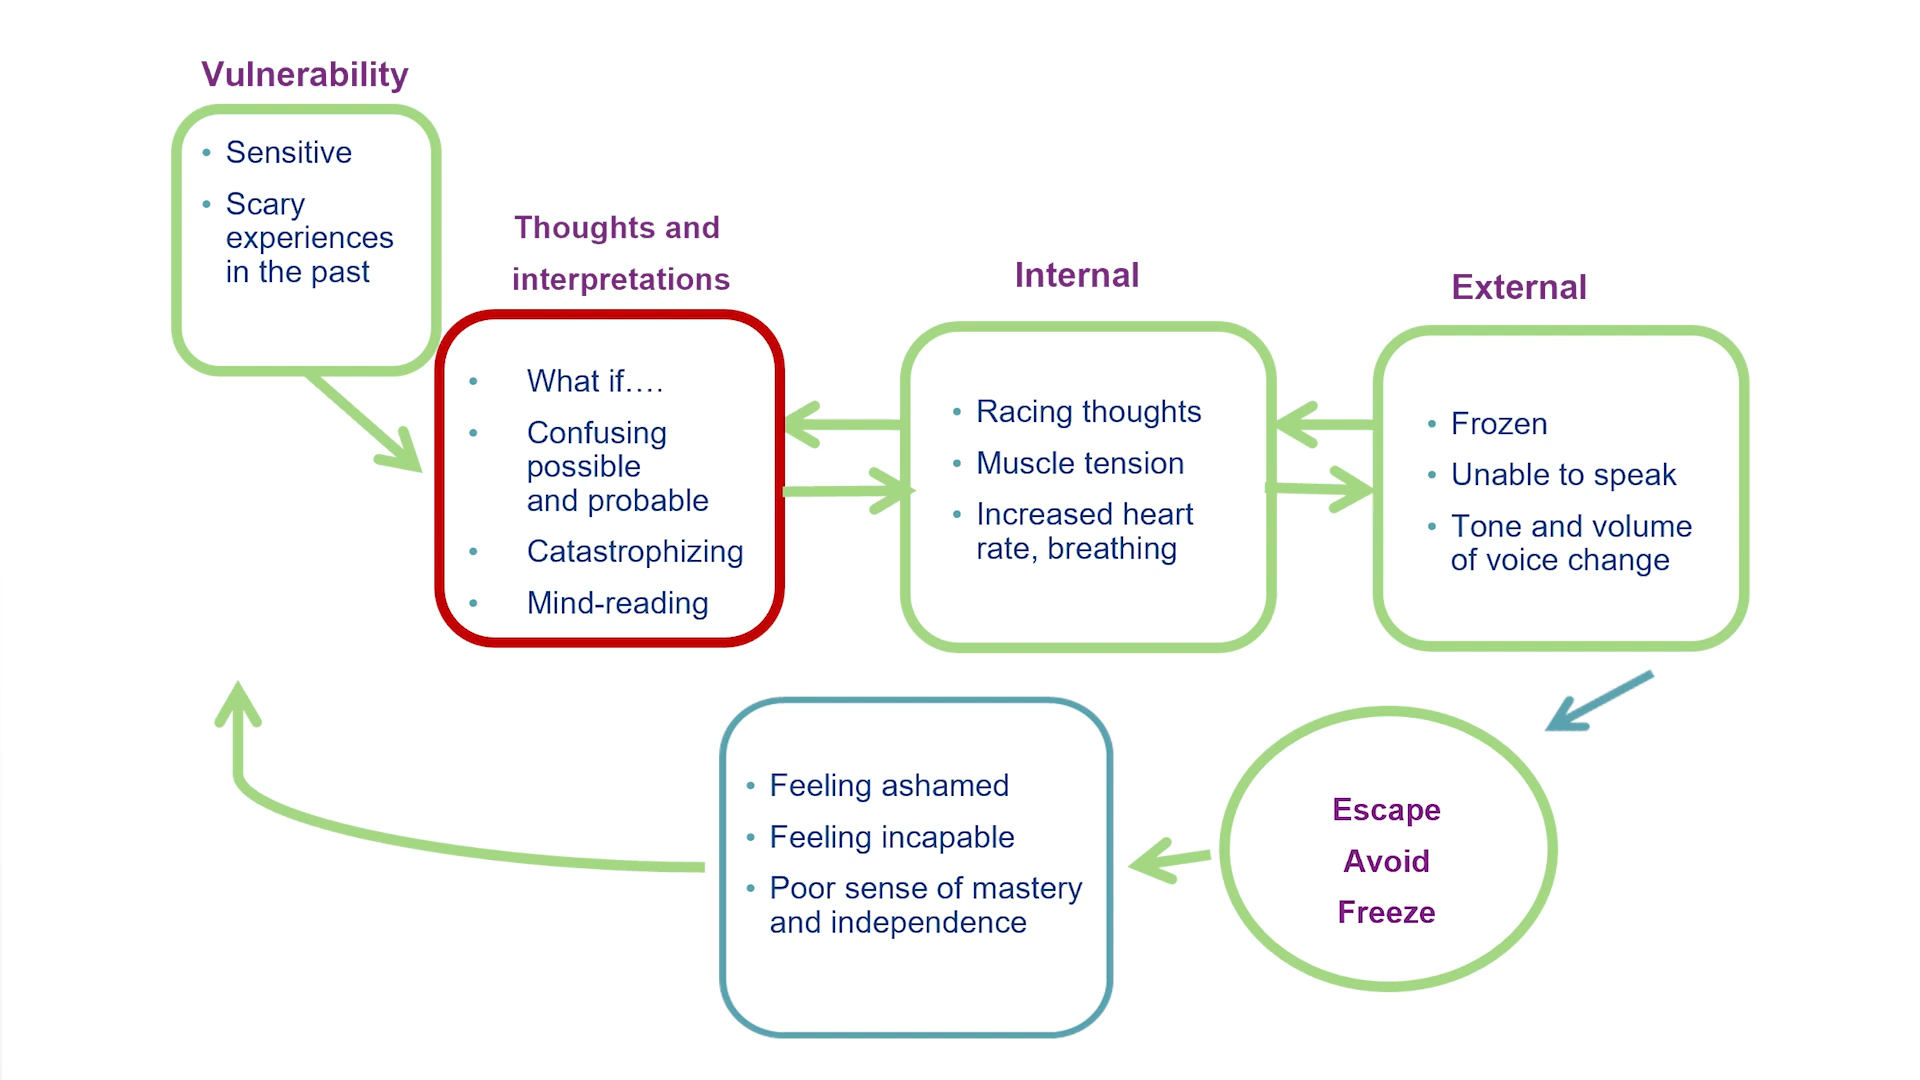 Vulnerability
• Sensitive
• Scary
experiences
in the past
Thoughts and
interpretations
• What if....
• Confusing
possible
and probable
• Catastrophizing
• Mind-reading
Internal
• Racing thoughts
• Muscle tension
• Increased heart
rate, breathing
External
• Frozen
• Unable to speak
• Tone and volume
of voice change
• Feeling ashamed
• Feeling incapable
• Poor sense of mastery
and independence
Escape
Avoid
Freeze